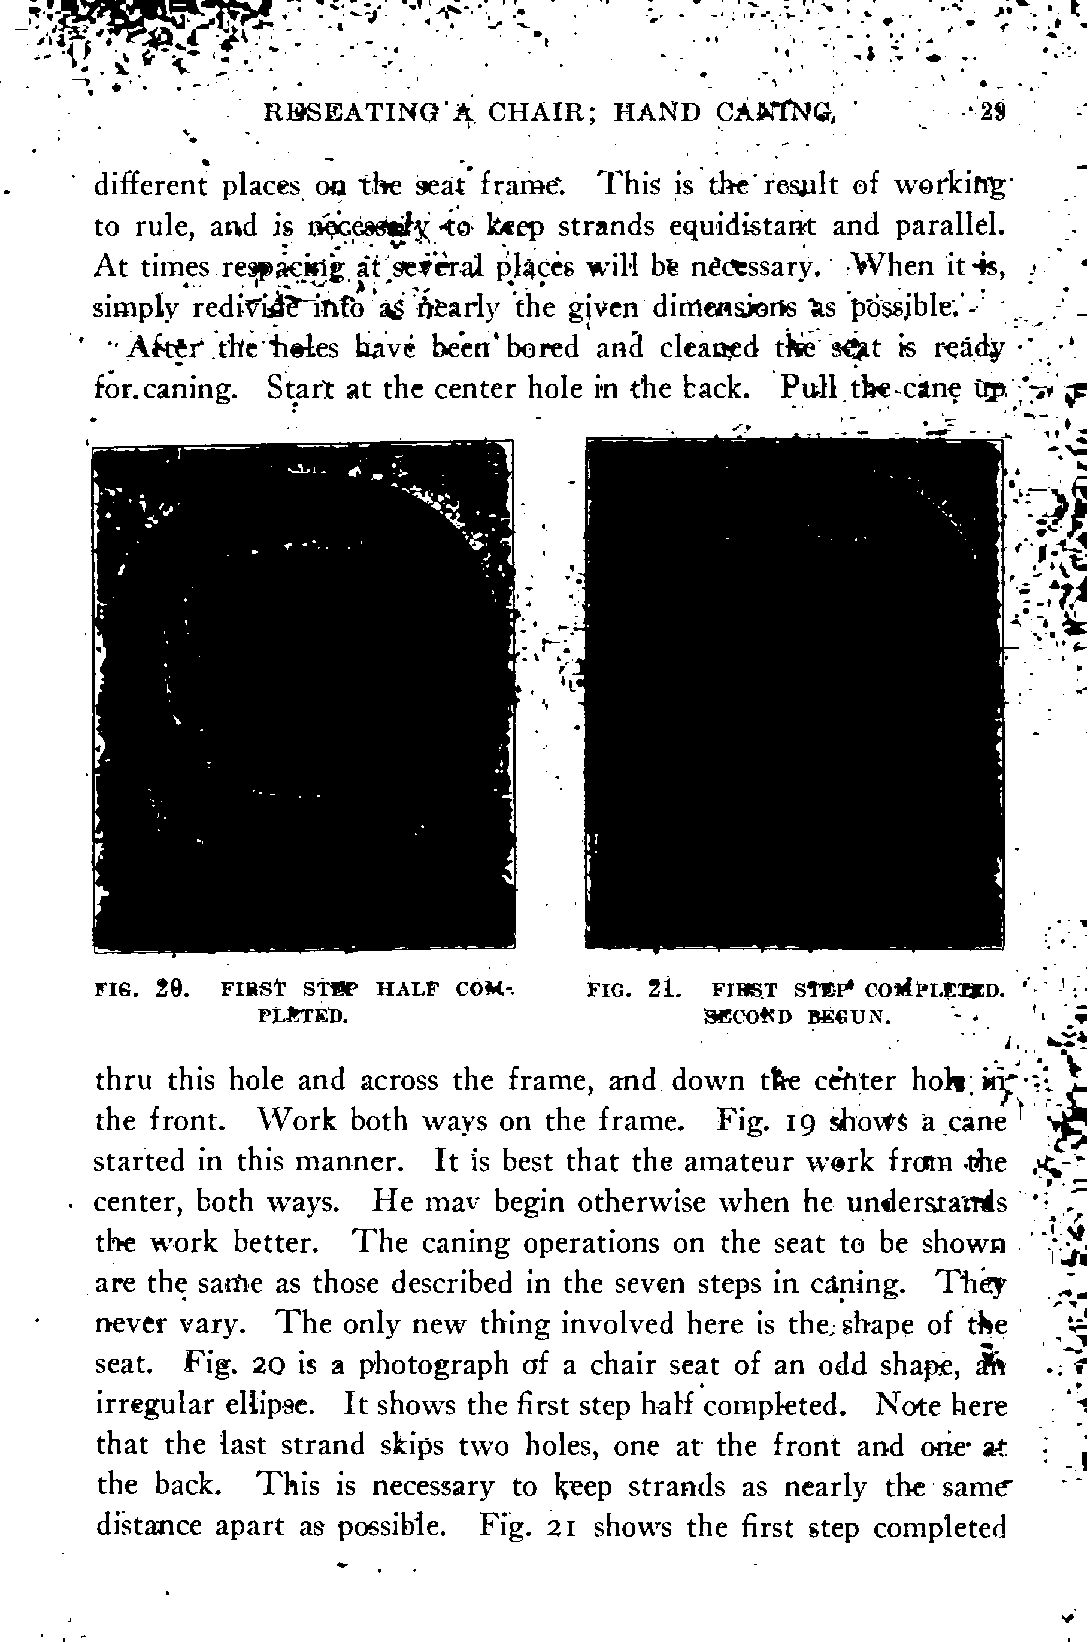 RESEATING A CHAIR; HAND CANING 29
different places on the seat frame. This is the result of working
to rule, and is necessary to keep strands equidistant and parallel.
At times respacing at several places will be necessary. When it is,
simply redivide into as nearly the given dimensions as possible.
After the holes have been bored and cleaned the seat is ready
for caning. Start at the center hole in the back. Pull the cane up
FIG. 20. FIRST STEP HALF COM-
PLETED.
FIG. 21. FIRST STEP COMPLETED.
SECOND BEGUN.
thru this hole and across the frame, and down the center hole in
the front. Work both ways on the frame. Fig. 19 shows a cane
started in this manner. It is best that the amateur work from the
center, both ways. He may begin otherwise when he understands
the work better. The caning operations on the seat to be shown
are the same as those described in the seven steps in caning. They
never vary. The only new thing involved here is the shape of the
seat. Fig. 20 is a photograph of a chair seat of an odd shape, an
irregular ellipse. It shows the first step half completed. Note here
that the last strand skips two holes, one at the front and one at
the back. This is necessary to keep strands as nearly the same
distance apart as possible. Fig. 21 shows the first step completed